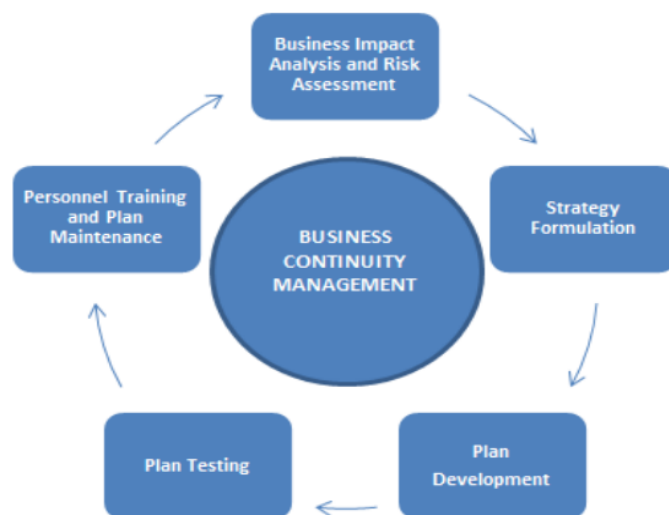 Business Impact
Analysis and Risk
Assessment
Strategy
Formulation
Plan
Development
Plan Testing
Personnel Training
and Plan
Maintenance
BUSINESS
CONTINUITY
MANAGEMENT